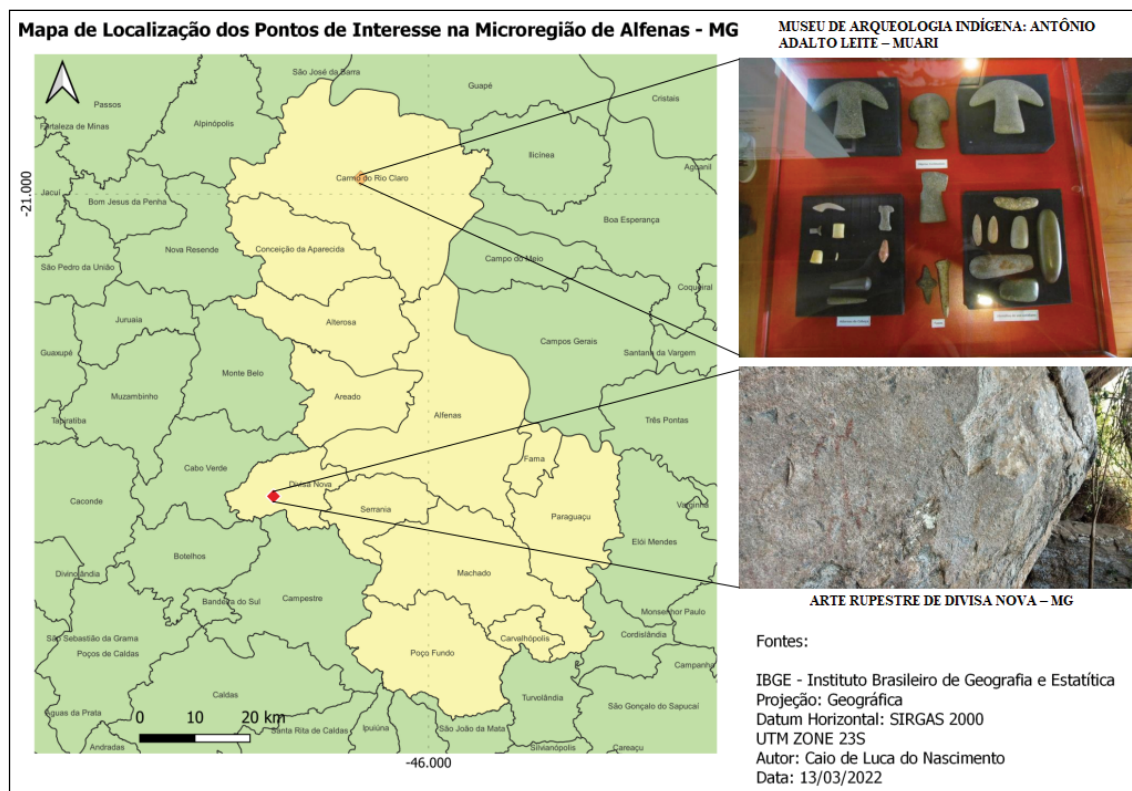 Mapa de Localização dos Pontos de Interesse na Microregião de Alfenas - MG
MUSEU DE ARQUEOLOGIA INDÍGENA: ANTÔNIO
ADALTO LEITE – MUARI
São José da Barra
Guapé
Cristais
Passos
Fortaleza de Minas
Alpinópolis
Ilicínea
Aguanil
-21.000
Carmo do Rio Claro
Jacuí
Bom Jesus da Penha
Boa Esperança
Nova Resende
Conceição da Aparecida
Campo do Meio
São Pedro da União
Coqueiral
Juruaia
Alterosa
Campos Gerais
Guaxupé
Santana da Vargem
Monte Belo
Muzambinho
Areado
Alfenas
Três Pontas
Tapiratiba
Fama
Cabo Verde
Divisa Nova
Caconde
Serrania
Paraguaçu
Varginha
Elói Mendes
Botelhos
Divinolândia
Machado
Campestre
Bandeira do Sul
Monsenhor Paulo
São Sebastião da Grama
Carvalhópolis
Cordislândia
Poços de Caldas
Poço Fundo
Campanha
Caldas
Turvolândia
São Gonçalo do Sapucaí
Águas da Prata
0 10 20 km
Santa Rita de Caldas
Ipuiúna
São João da Mata
Andradas
Silvianópolis
Careaçu
-46.000
ARTE RUPESTRE DE DIVISA NOVA – MG
Fontes:
IBGE - Instituto Brasileiro de Geografia e Estatítica
Projeção: Geográfica
Datum Horizontal: SIRGAS 2000
UTM ZONE 23S
Autor: Caio de Luca do Nascimento
Data: 13/03/2022